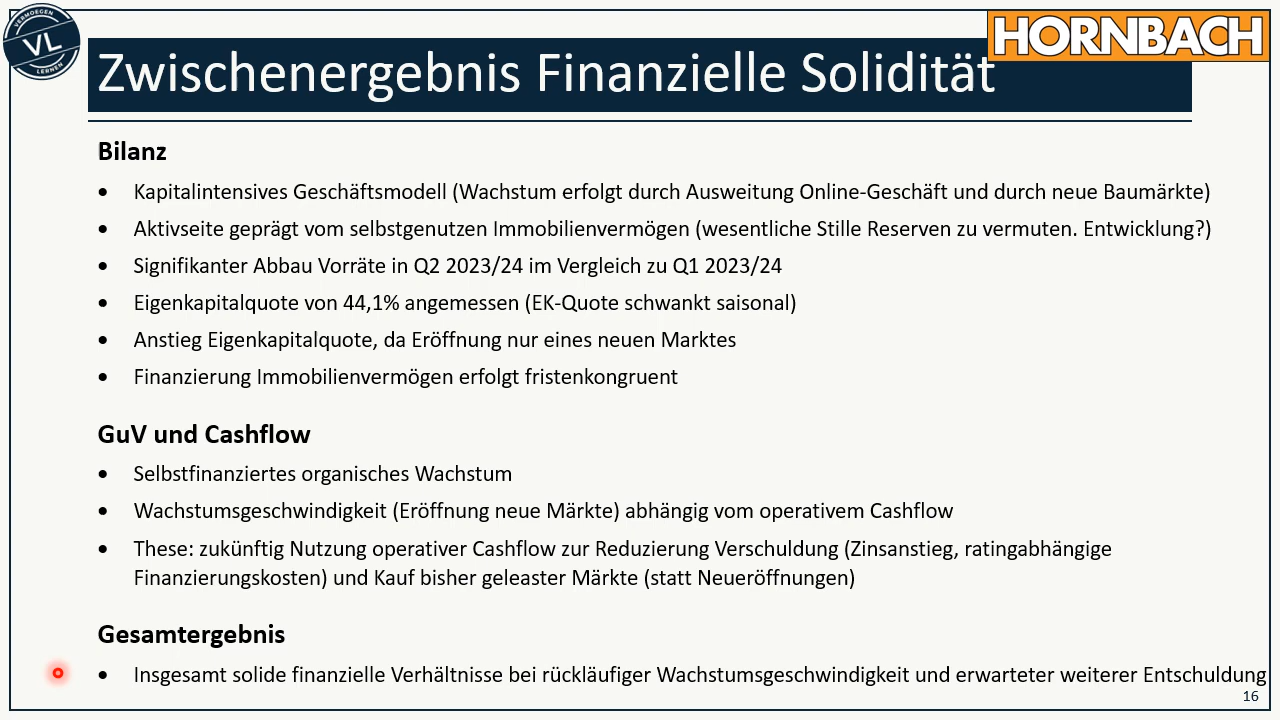 VERMOEGEN
VL
LERNEN
HORNBACH
Zwischenergebnis Finanzielle Solidität
Bilanz
• Kapitalintensives Geschäftsmodell (Wachstum erfolgt durch Ausweitung Online-Geschäft und durch neue Baumärkte)
• Aktivseite geprägt vom selbstgenutzen Immobilienvermögen (wesentliche Stille Reserven zu vermuten. Entwicklung?)
• Signifikanter Abbau Vorräte in Q2 2023/24 im Vergleich zu Q1 2023/24
• Eigenkapitalquote von 44,1% angemessen (EK-Quote schwankt saisonal)
• Anstieg Eigenkapitalquote, da Eröffnung nur eines neuen Marktes
• Finanzierung Immobilienvermögen erfolgt fristenkongruent
GuV und Cashflow
• Selbstfinanziertes organisches Wachstum
• Wachstumsgeschwindigkeit (Eröffnung neue Märkte) abhängig vom operativem Cashflow
• These: zukünftig Nutzung operativer Cashflow zur Reduzierung Verschuldung (Zinsanstieg, ratingabhängige
Finanzierungskosten) und Kauf bisher geleaster Märkte (statt Neueröffnungen)
Gesamtergebnis
• Insgesamt solide finanzielle Verhältnisse bei rückläufiger Wachstumsgeschwindigkeit und erwarteter weiterer Entschuldung
16